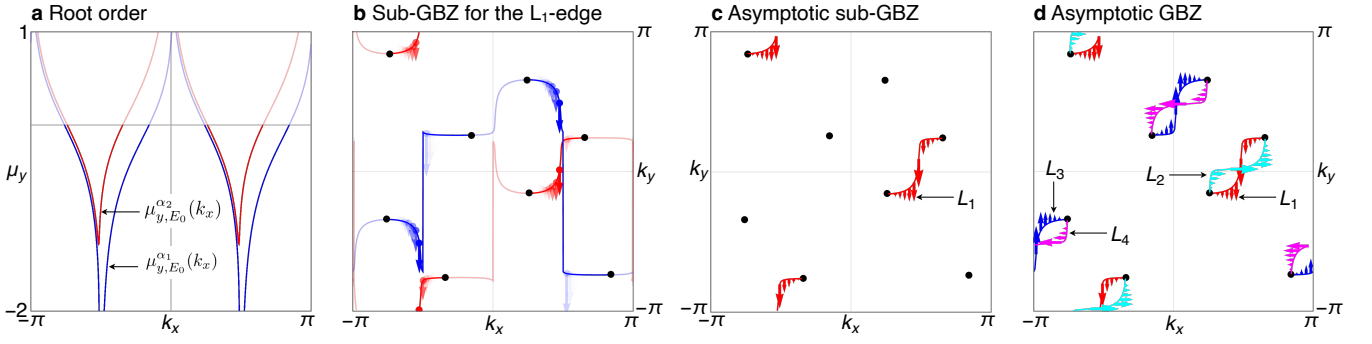 a Root order
1
μy
-2
-π
kx
π
μ^{α2}_{y,E0}(kx)
μ^{α1}_{y,E0}(kx)
b Sub-GBZ for the L1-edge
π
ky
-π
-π
kx
π
c Asymptotic sub-GBZ
π
ky
-π
-π
kx
π
L1
d Asymptotic GBZ
π
ky
-π
-π
kx
π
L3
L2
L1
L4